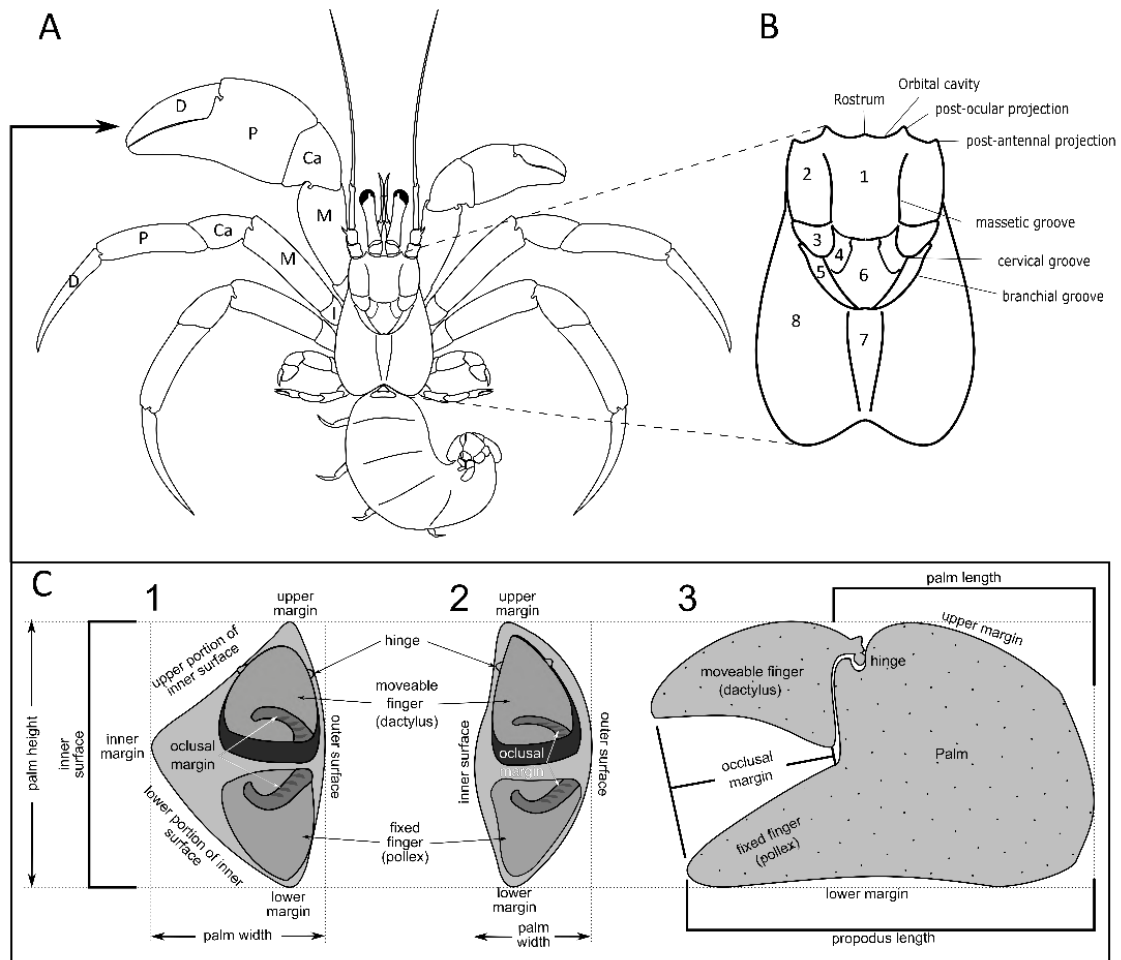 A
B
D
P
Ca
M
P
Ca
M
D
I
Rostrum
Orbital cavity
post-ocular projection
post-antennal projection
massetic groove
cervical groove
branchial groove
1
2
3
4
5
6
7
8
C
1
2
3
upper
margin
upper portion of
inner surface
hinge
moveable
finger
(dactylus)
inner
margin
oclusal
margin
outer surface
lower portion of inner
surface
fixed
finger
(pollex)
lower
margin
palm width
palm height
inner
surface
upper
margin
inner surface
oclusal
margin
outer surface
lower
margin
palm
width
palm length
upper margin
moveable finger
(dactylus)
hinge
occlusal
margin
Palm
fixed finger
(pollex)
lower margin
propodus length